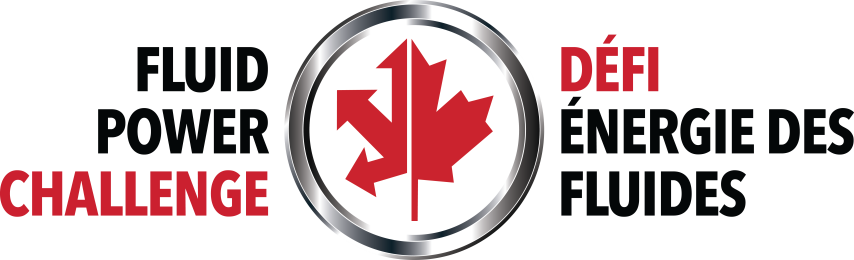 FLUID
POWER
CHALLENGE
DÉFI
ÉNERGIE DES
FLUIDES